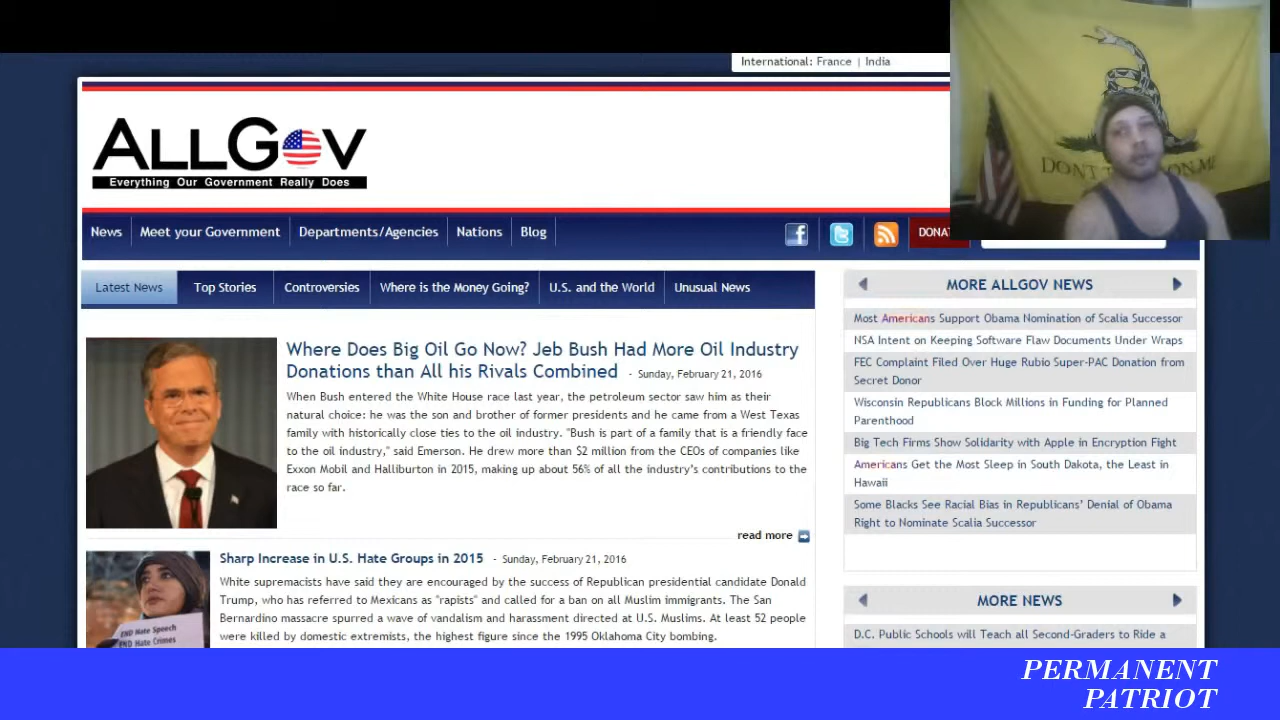 International: France | India
ALLGOV
Everything Our Government Really Does
DONT
ON ME
News
Meet your Government
Departments/Agencies
Nations
Blog
DONAT
Latest News
Top Stories
Controversies
Where is the Money Going?
U.S. and the World
Unusual News
Where Does Big Oil Go Now? Jeb Bush Had More Oil Industry
Donations than All his Rivals Combined - Sunday, February 21, 2016
When Bush entered the White House race last year, the petroleum sector saw him as their
natural choice: he was the son and brother of former presidents and he came from a West Texas
family with historically close ties to the oil industry. "Bush is part of a family that is a friendly face
to the oil industry," said Emerson. He drew more than $2 million from the CEOs of companies like
Exxon Mobil and Halliburton in 2015, making up about 56% of all the industry's contributions to the
race so far.
read more
Sharp Increase in U.S. Hate Groups in 2015 - Sunday, February 21, 2016
White supremacists have said they are encouraged by the success of Republican presidential candidate Donald
Trump, who has referred to Mexicans as "rapists" and called for a ban on all Muslim immigrants. The San
Bernardino massacre spurred a wave of vandalism and harassment directed at U.S. Muslims. At least 52 people
were killed by domestic extremists, the highest figure since the 1995 Oklahoma City bombing.
END Hate Speech
END Hate Crimes
MORE ALLGOV NEWS
Most Americans Support Obama Nomination of Scalia Successor
NSA Intent on Keeping Software Flaw Documents Under Wraps
FEC Complaint Filed Over Huge Rubio Super-PAC Donation from
Secret Donor
Wisconsin Republicans Block Millions in Funding for Planned
Parenthood
Big Tech Firms Show Solidarity with Apple in Encryption Fight
Americans Get the Most Sleep in South Dakota, the Least in
Hawaii
Some Blacks See Racial Bias in Republicans' Denial of Obama
Right to Nominate Scalia Successor
MORE NEWS
D.C. Public Schools will Teach all Second-Graders to Ride a
PERMANENT
PATRIOT